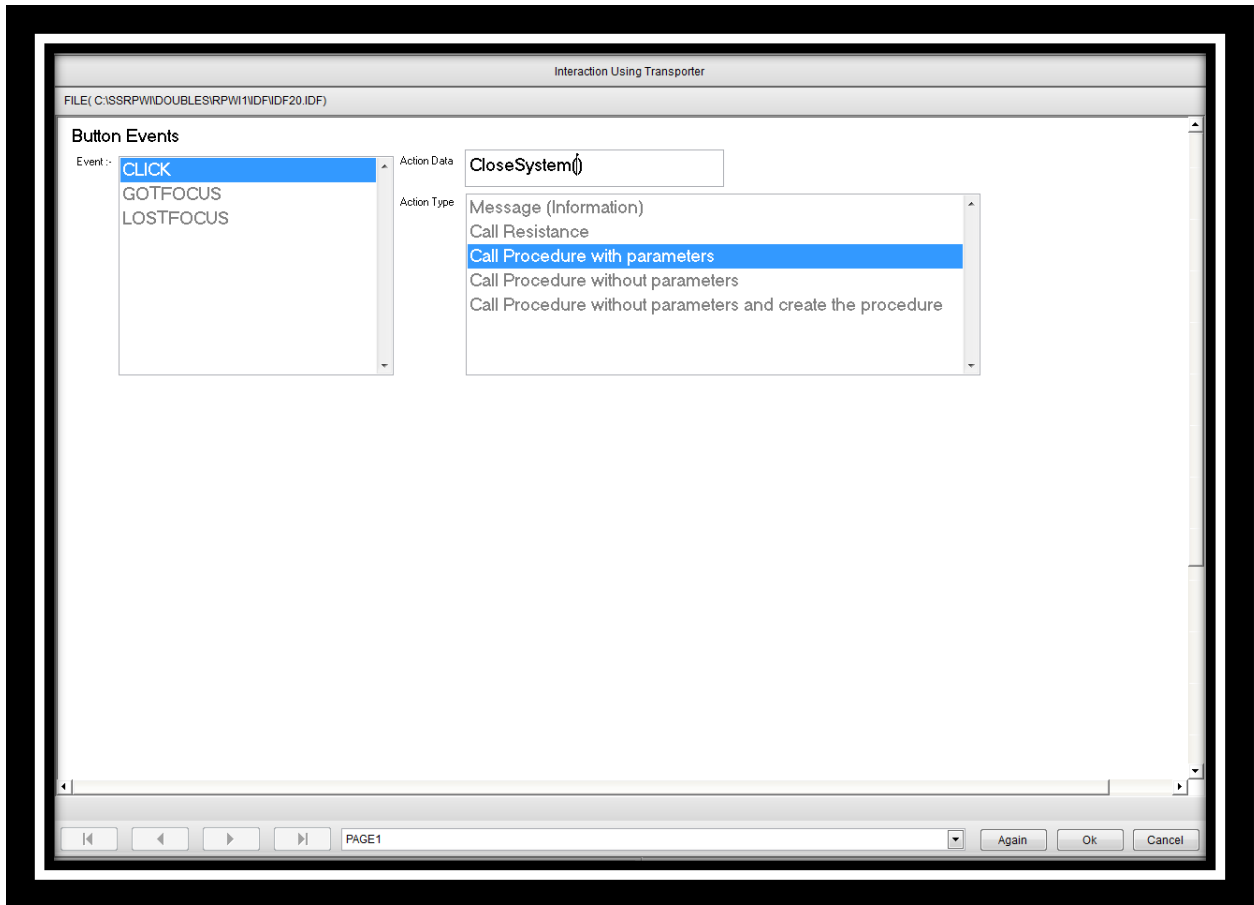 Interaction Using Transporter
FILE( C:\SSRPWI\DOUBLES\RPWI1\IDF\IDF20.IDF)
Button Events
Event :-
CLICK
GOTFOCUS
LOSTFOCUS
Action Data
CloseSystem()
Action Type
Message (Information)
Call Resistance
Call Procedure with parameters
Call Procedure without parameters
Call Procedure without parameters and create the procedure
PAGE1
Again
Ok
Cancel